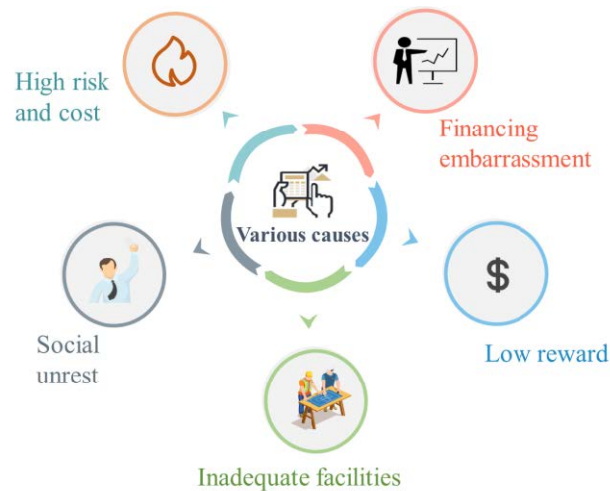 High risk
and cost
Financing
embarrassment
Various causes
$
Social
unrest
Low reward
Inadequate facilities